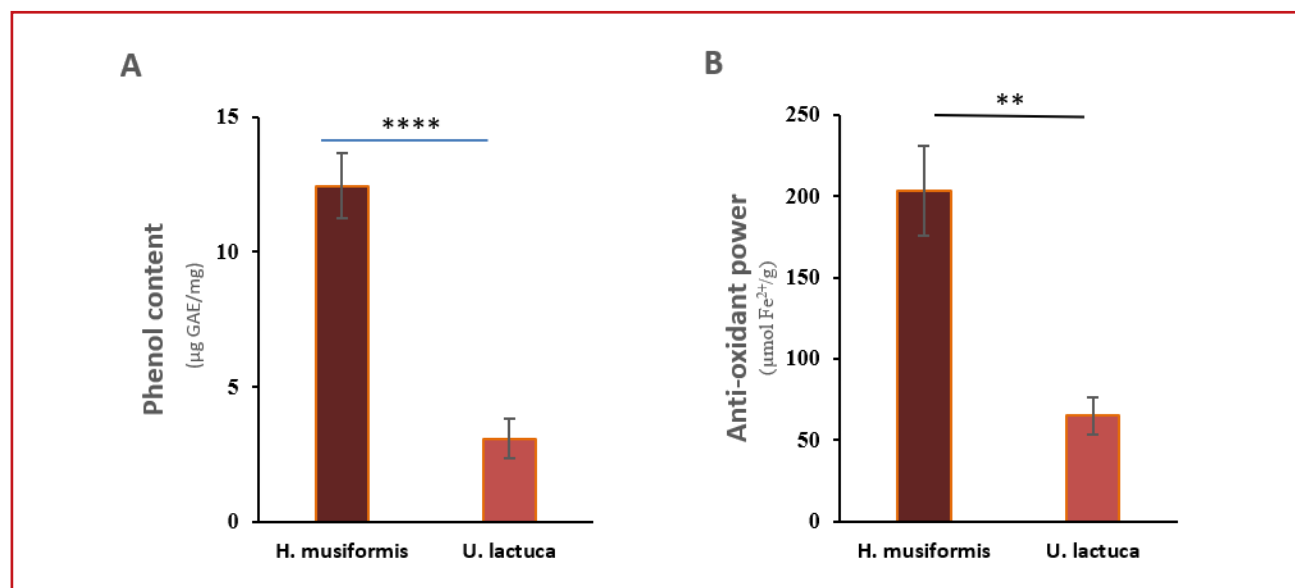 A
Phenol content
(µg GAE/mg)
15
10
5
0
****
H. musiformis
U. lactuca
B
Anti-oxidant power
(µmol Fe²⁺/g)
250
200
150
100
50
0
**
H. musiformis
U. lactuca